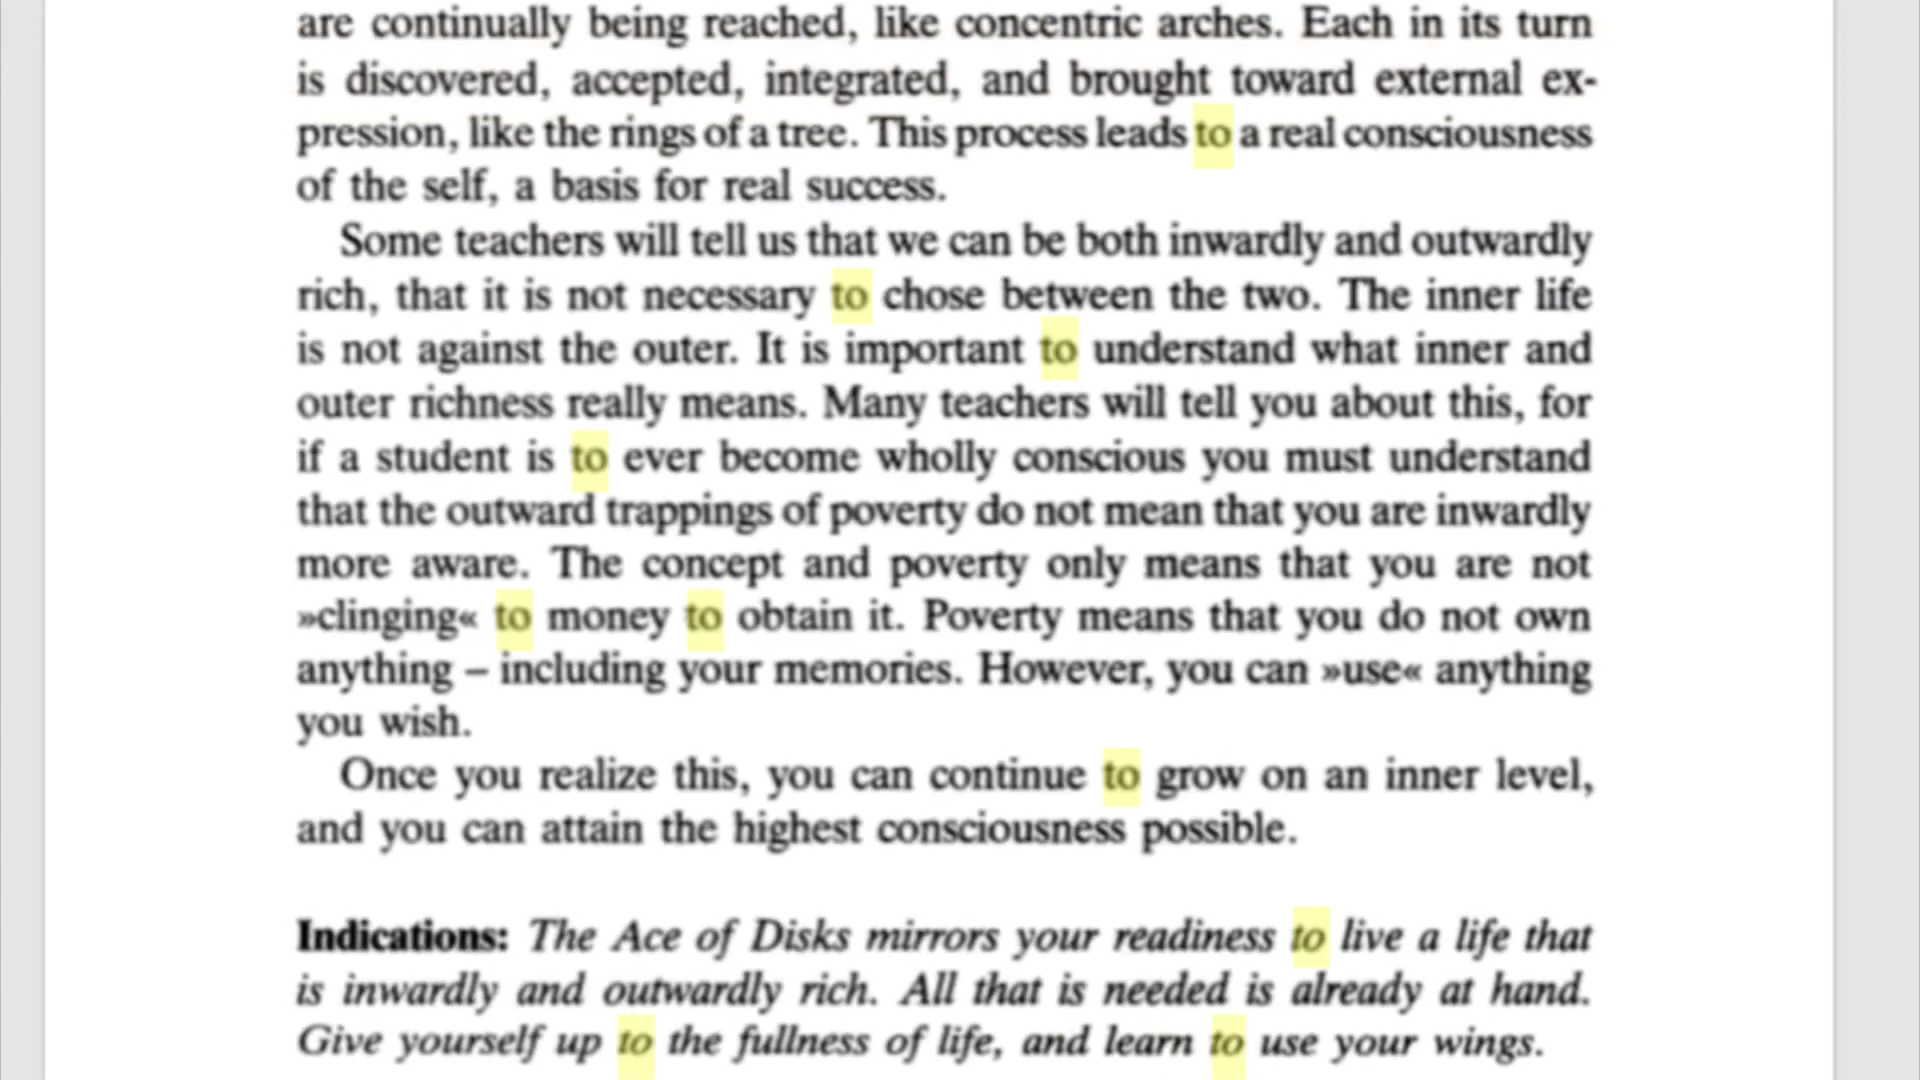 are continually being reached, like concentric arches. Each in its turn
is discovered, accepted, integrated, and brought toward external ex-
pression, like the rings of a tree. This process leads to a real consciousness
of the self, a basis for real success.
Some teachers will tell us that we can be both inwardly and outwardly
rich, that it is not necessary to chose between the two. The inner life
is not against the outer. It is important to understand what inner and
outer richness really means. Many teachers will tell you about this, for
if a student is to ever become wholly conscious you must understand
that the outward trappings of poverty do not mean that you are inwardly
more aware. The concept and poverty only means that you are not
»clinging« to money to obtain it. Poverty means that you do not own
anything – including your memories. However, you can »use« anything
you wish.
Once you realize this, you can continue to grow on an inner level,
and you can attain the highest consciousness possible.
Indications: The Ace of Disks mirrors your readiness to live a life that
is inwardly and outwardly rich. All that is needed is already at hand.
Give yourself up to the fullness of life, and learn to use your wings.